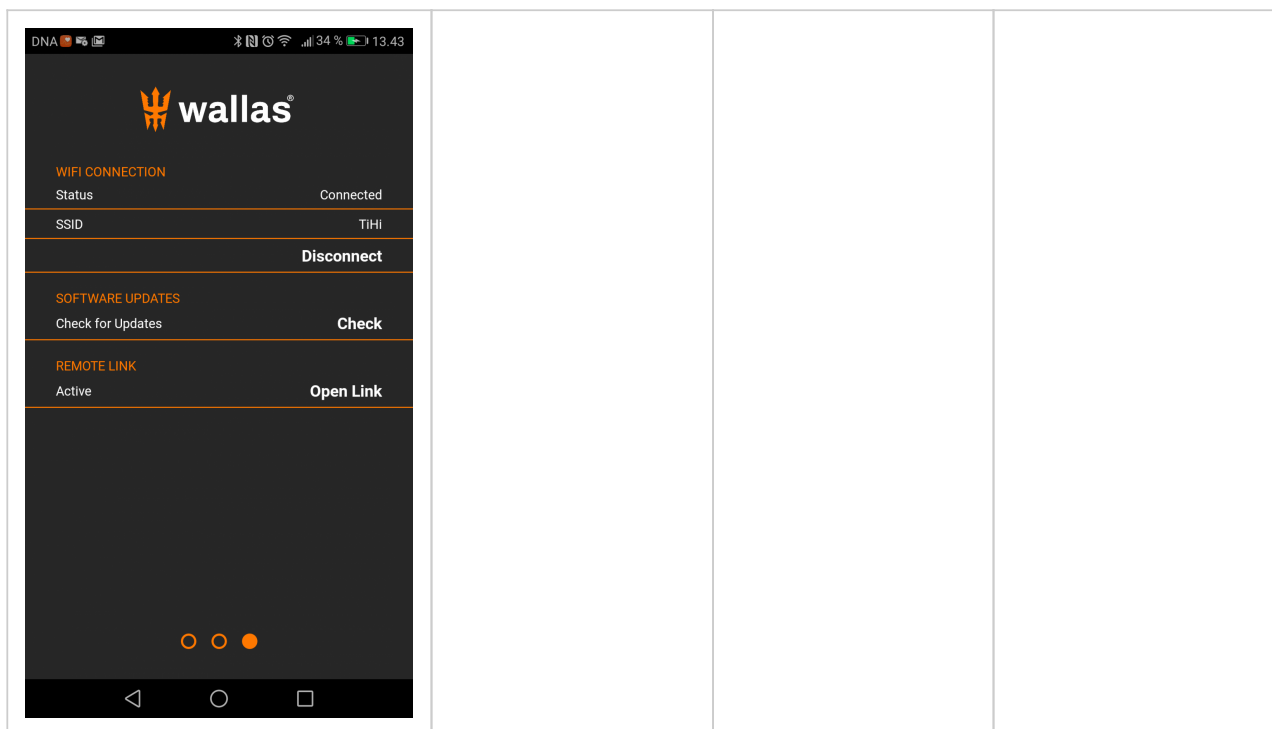 DNA 34 % 13.43
wallas®
WIFI CONNECTION
Status Connected
SSID TiHi
Disconnect
SOFTWARE UPDATES
Check for Updates Check
REMOTE LINK
Active Open Link